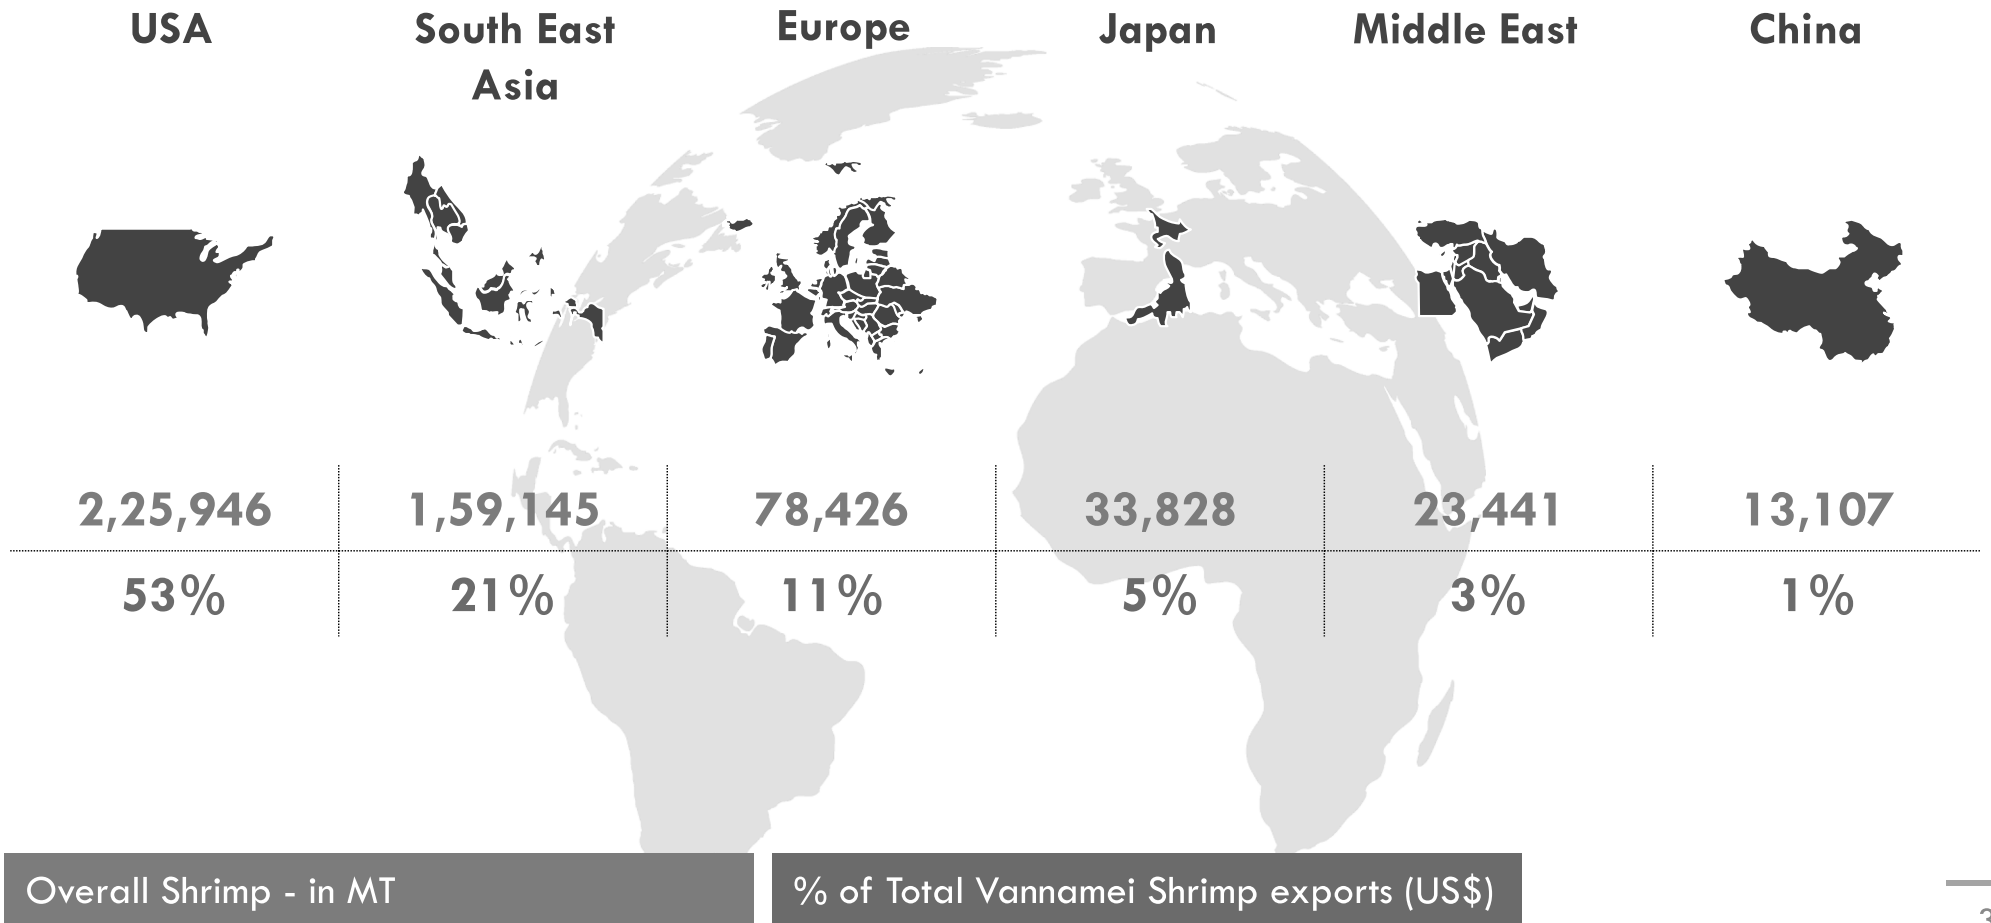 USA
South East
Asia
Europe
Japan
Middle East
China
2,25,946
1,59,145
78,426
33,828
23,441
13,107
53%
21%
11%
5%
3%
1%
Overall Shrimp - in MT
% of Total Vannamei Shrimp exports (US$)